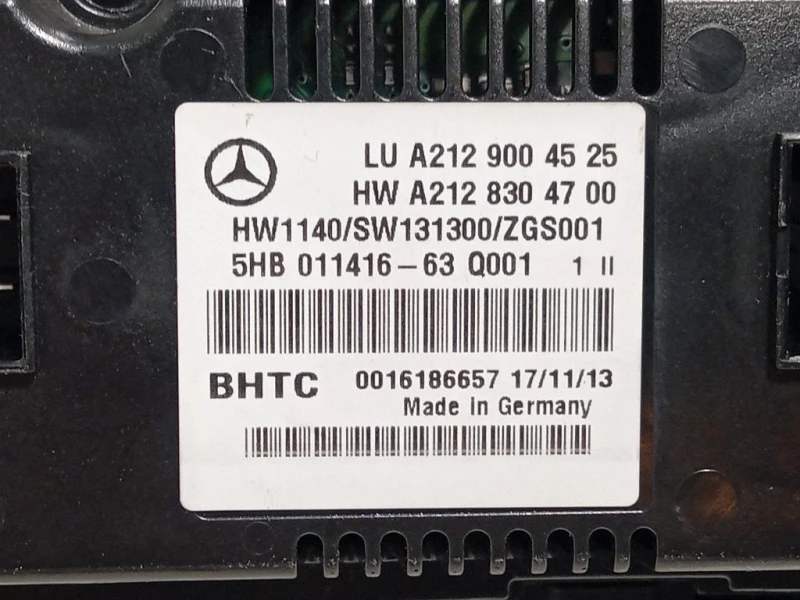 LU A212 900 45 25
HW A212 830 47 00
HW1140/SW131300/ZGS001
5HB 011416-63 Q001 1 II
BHTC 0016186657 17/11/13
Made in Germany